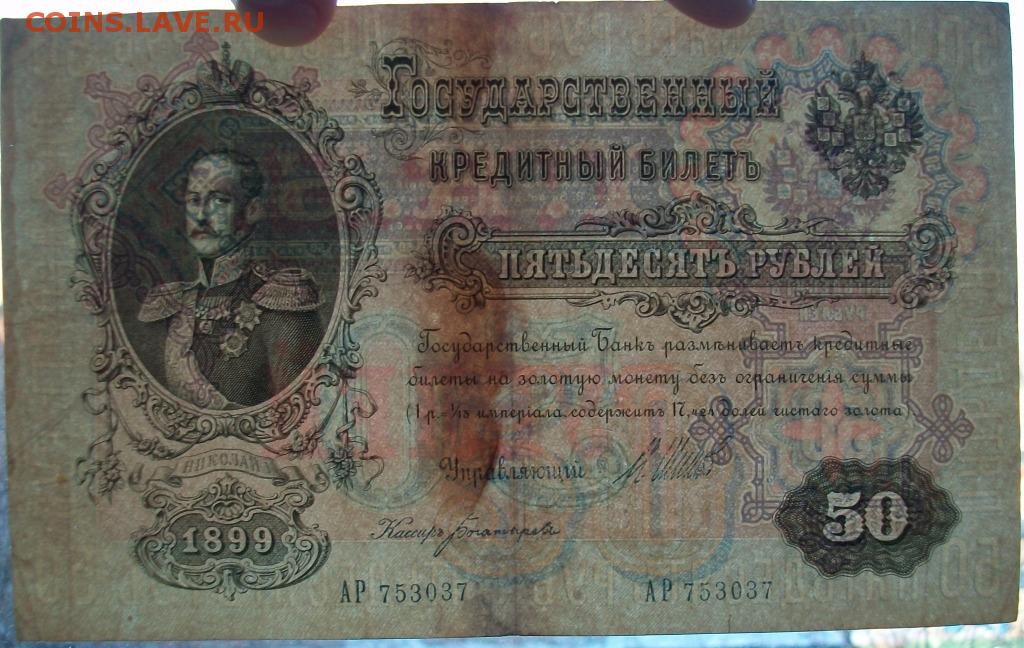 COINS.LAVE.RU
ГОСУДАРСТВЕННЫЙ
КРЕДИТНЫЙ БИЛЕТЪ
ПЯТЬДЕСЯТЪ РУБЛЕЙ
Государственный Банкъ размѣниваетъ кредитные
билеты на золотую монету безъ ограниченія суммы
(1 р.= 1/15 имперіала, содержитъ 17,424 долей чистаго золота).
Управляющій
НИКОЛАЙ I
50
1899
Кассиръ Богатырев
АР 753037
АР 753037